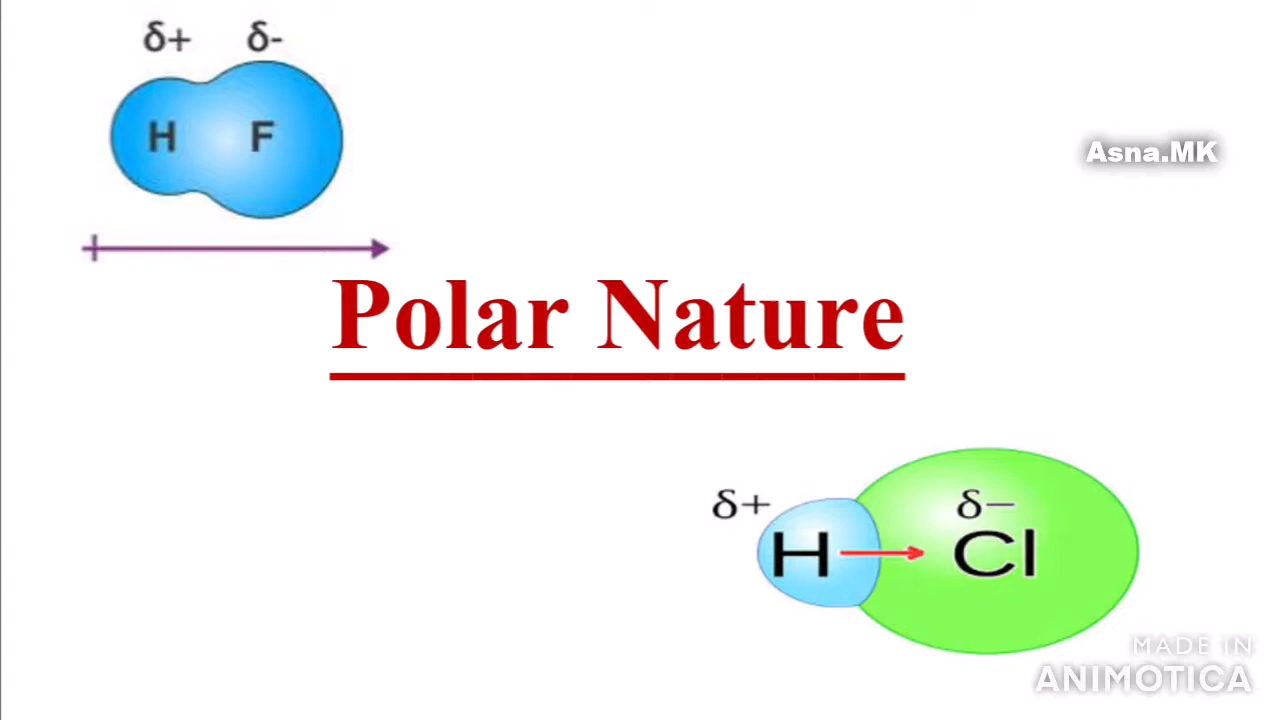 δ+ δ-
H F
Asna.MK
Polar Nature
δ+ δ−
H Cl
MADE IN
ANIMOTICA